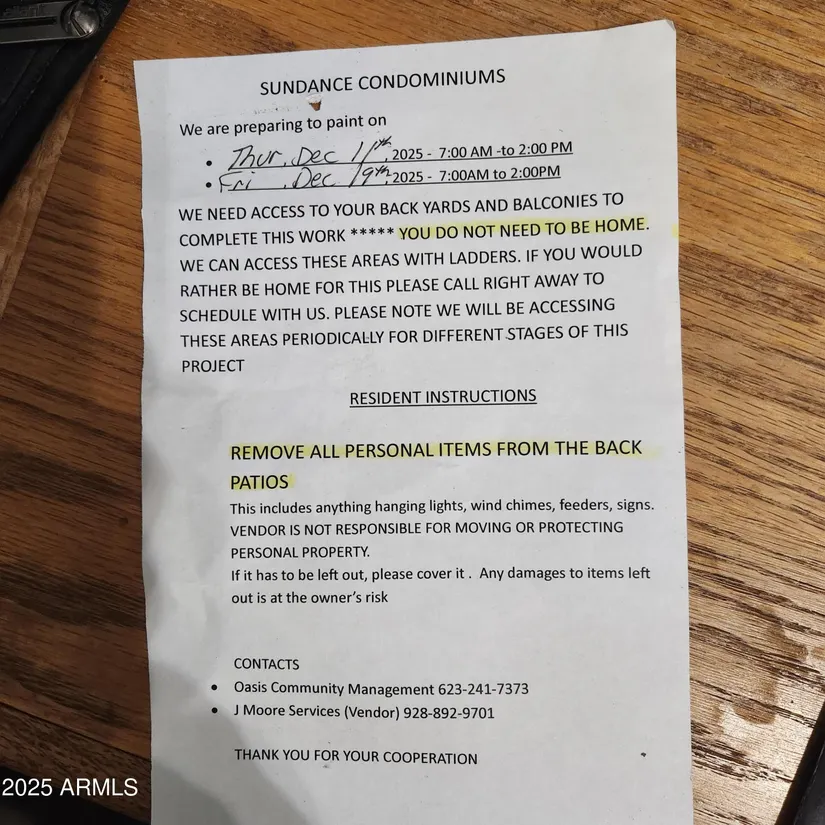 SUNDANCE CONDOMINIUMS
We are preparing to paint on
• Thur, Dec 11th, 2025 - 7:00 AM -to 2:00 PM
• Fri, Dec 19th, 2025 - 7:00AM to 2:00PM
WE NEED ACCESS TO YOUR BACK YARDS AND BALCONIES TO
COMPLETE THIS WORK ***** YOU DO NOT NEED TO BE HOME.
WE CAN ACCESS THESE AREAS WITH LADDERS. IF YOU WOULD
RATHER BE HOME FOR THIS PLEASE CALL RIGHT AWAY TO
SCHEDULE WITH US. PLEASE NOTE WE WILL BE ACCESSING
THESE AREAS PERIODICALLY FOR DIFFERENT STAGES OF THIS
PROJECT
RESIDENT INSTRUCTIONS
REMOVE ALL PERSONAL ITEMS FROM THE BACK
PATIOS
This includes anything hanging lights, wind chimes, feeders, signs.
VENDOR IS NOT RESPONSIBLE FOR MOVING OR PROTECTING
PERSONAL PROPERTY.
If it has to be left out, please cover it . Any damages to items left
out is at the owner's risk
CONTACTS
• Oasis Community Management 623-241-7373
• J Moore Services (Vendor) 928-892-9701
THANK YOU FOR YOUR COOPERATION
2025 ARMLS